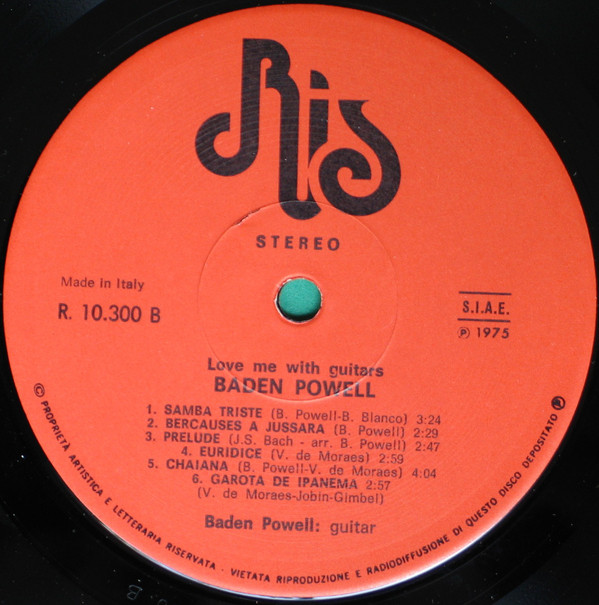 Ris
STEREO
Made in Italy
R. 10.300 B
S.I.A.E.
Ⓟ 1975
Love me with guitars
BADEN POWELL
1. SAMBA TRISTE (B. Powell-B. Blanco) 3:24
2. BERCAUSES A JUSSARA (B. Powell) 2:29
3. PRELUDE (J.S. Bach - arr. B. Powell) 2:47
4. EURIDICE (V. de Moraes) 2:59
5. CHAIANA (B. Powell-V. de Moraes) 4:04
6. GAROTA DE IPANEMA 2:57
(V. de Moraes-Jobin-Gimbel)
Baden Powell: guitar
© PROPRIETÀ ARTISTICA E LETTERARIA RISERVATA - VIETATA RIPRODUZIONE E RADIODIFFUSIONE DI QUESTO DISCO DEPOSITATO